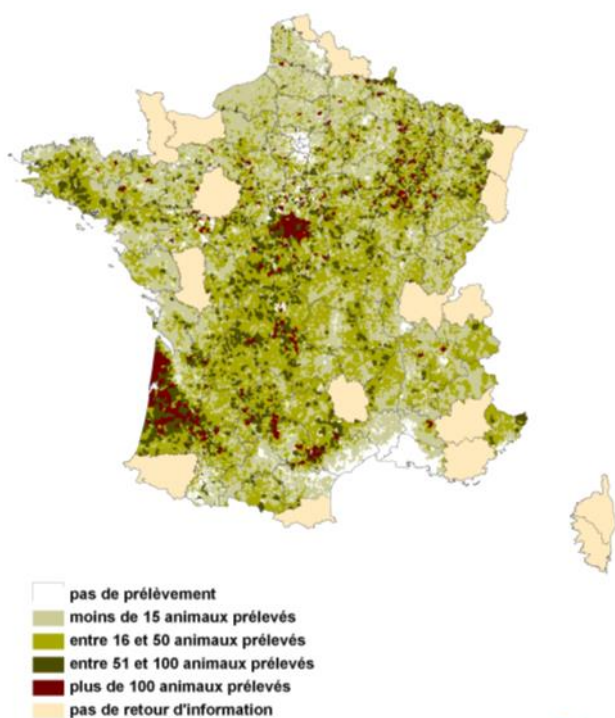 pas de prélèvement
moins de 15 animaux prélevés
entre 16 et 50 animaux prélevés
entre 51 et 100 animaux prélevés
plus de 100 animaux prélevés
pas de retour d'information